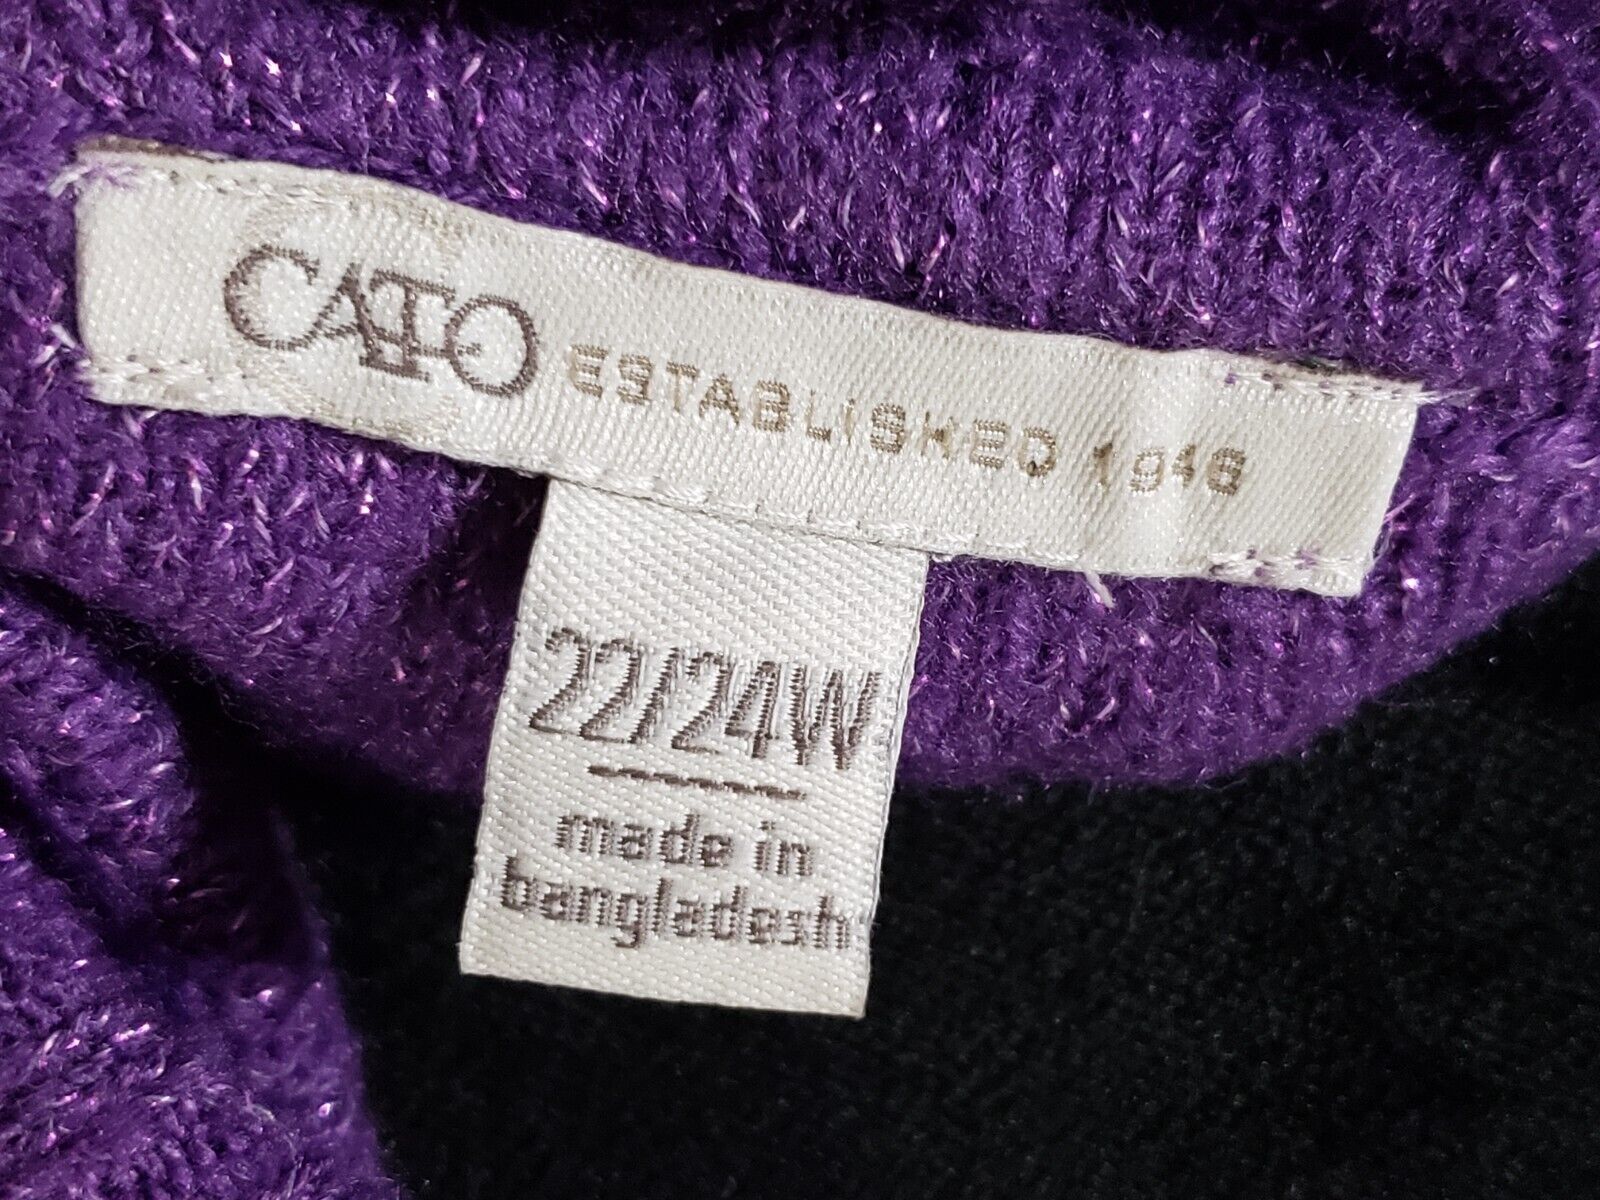 CATO ESTABLISHED 1946
22/24W
made in
bangladesh